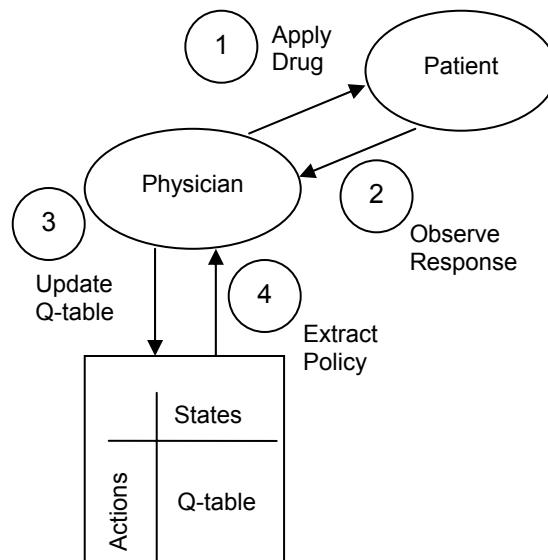 1
Apply
Drug
Patient
Physician
2
Observe
Response
3
Update
Q-table
4
Extract
Policy
States
Actions
Q-table